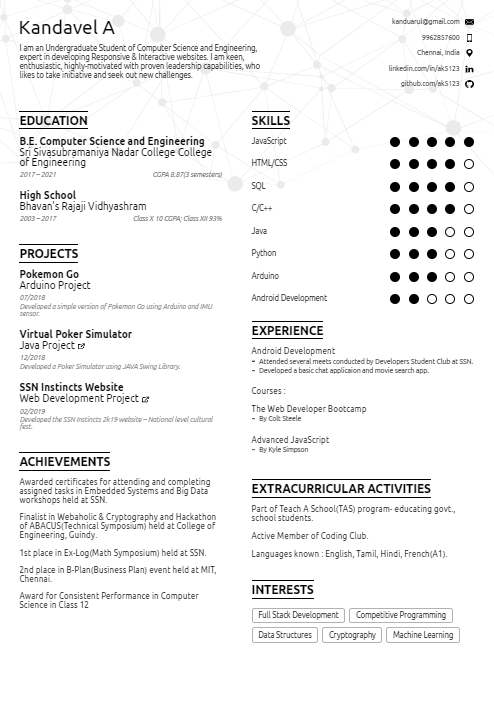 Kandavel A
I am an Undergraduate Student of Computer Science and Engineering,
expert in developing Responsive & Interactive websites. I am keen,
enthusiastic, highly-motivated with proven leadership capabilities, who
likes to take initiative and seek out new challenges.
kanduarul@gmail.com
9962857600
Chennai, India
linkedin.com/in/ak5123
github.com/ak5123
EDUCATION
B.E. Computer Science and Engineering
Sri Sivasubramaniya Nadar College College
of Engineering
2017 – 2021 CGPA 8.87(3 semesters)
High School
Bhavan's Rajaji Vidhyashram
2003 – 2017 Class X 10 CGPA; Class XII 93%
PROJECTS
Pokemon Go
Arduino Project
07/2018
Developed a simple version of Pokemon Go using Arduino and IMU
sensor.
Virtual Poker Simulator
Java Project
12/2018
Developed a Poker Simulator using JAVA Swing Library.
SSN Instincts Website
Web Development Project
02/2019
Developed the SSN Instincts 2k19 website – National level cultural
fest.
ACHIEVEMENTS
Awarded certificates for attending and completing
assigned tasks in Embedded Systems and Big Data
workshops held at SSN.
Finalist in Webaholic & Cryptography and Hackathon
of ABACUS(Technical Symposium) held at College of
Engineering, Guindy.
1st place in Ex-Log(Math Symposium) held at SSN.
2nd place in B-Plan(Business Plan) event held at MIT,
Chennai.
Award for Consistent Performance in Computer
Science in Class 12
SKILLS
JavaScript
HTML/CSS
SQL
C/C++
Java
Python
Arduino
Android Development
EXPERIENCE
Android Development
– Attended several meets conducted by Developers Student Club at SSN.
– Developed a basic chat applicaion and movie search app.
Courses :
The Web Developer Bootcamp
– By Colt Steele
Advanced JavaScript
– By Kyle Simpson
EXTRACURRICULAR ACTIVITIES
Part of Teach A School(TAS) program- educating govt.,
school students.
Active Member of Coding Club.
Languages known : English, Tamil, Hindi, French(A1).
INTERESTS
Full Stack Development Competitive Programming
Data Structures Cryptography Machine Learning